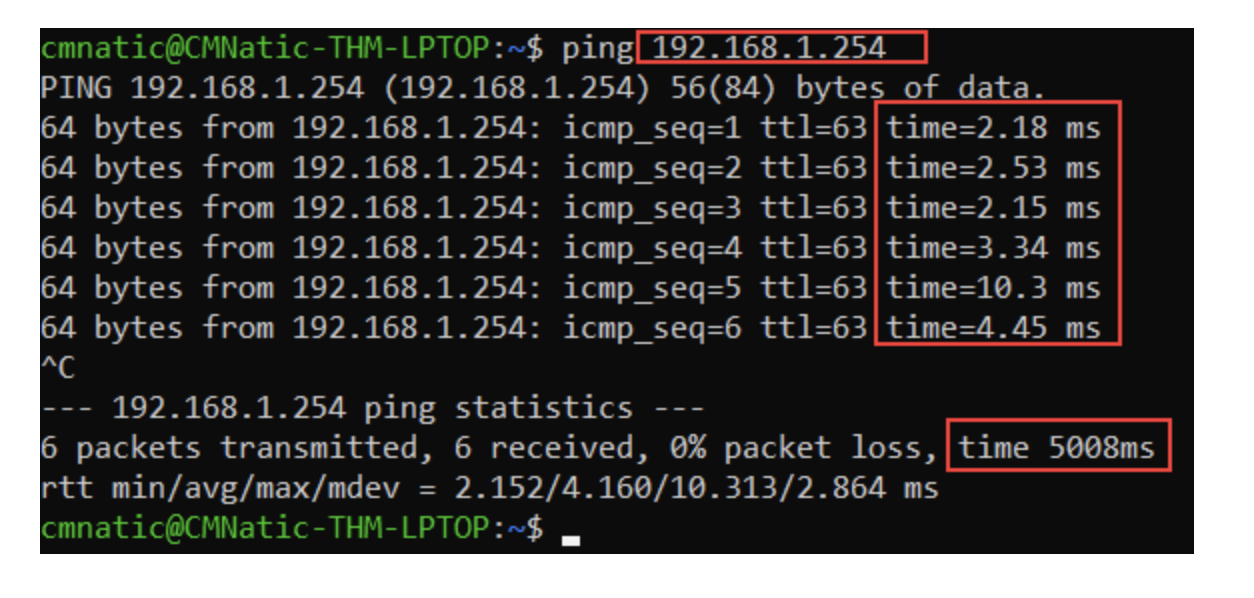 cmnatic@CMNatic-THM-LPTOP:~$ ping 192.168.1.254
PING 192.168.1.254 (192.168.1.254) 56(84) bytes of data.
64 bytes from 192.168.1.254: icmp_seq=1 ttl=63 time=2.18 ms
64 bytes from 192.168.1.254: icmp_seq=2 ttl=63 time=2.53 ms
64 bytes from 192.168.1.254: icmp_seq=3 ttl=63 time=2.15 ms
64 bytes from 192.168.1.254: icmp_seq=4 ttl=63 time=3.34 ms
64 bytes from 192.168.1.254: icmp_seq=5 ttl=63 time=10.3 ms
64 bytes from 192.168.1.254: icmp_seq=6 ttl=63 time=4.45 ms
^C
--- 192.168.1.254 ping statistics ---
6 packets transmitted, 6 received, 0% packet loss, time 5008ms
rtt min/avg/max/mdev = 2.152/4.160/10.313/2.864 ms
cmnatic@CMNatic-THM-LPTOP:~$